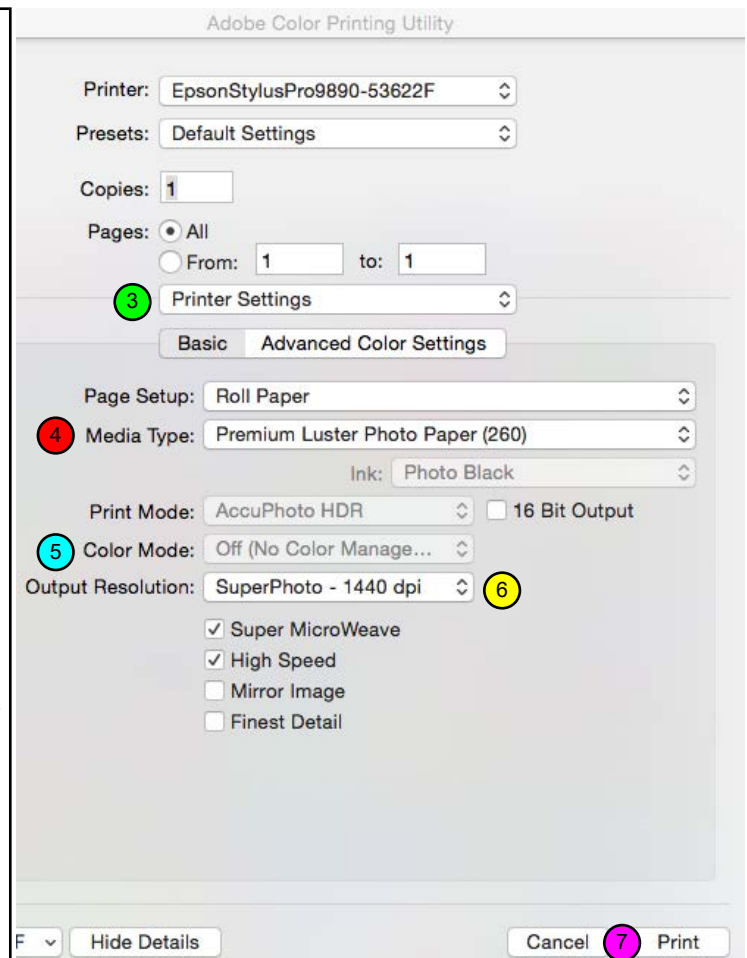 Adobe Color Printing Utility
Printer: EpsonStylusPro9890-53622F
Presets: Default Settings
Copies: 1
Pages: All
From: 1 to: 1
3 Printer Settings
Basic Advanced Color Settings
Page Setup: Roll Paper
4 Media Type: Premium Luster Photo Paper (260)
Ink: Photo Black
Print Mode: AccuPhoto HDR 16 Bit Output
5 Color Mode: Off (No Color Manage...
Output Resolution: SuperPhoto - 1440 dpi 6
Super MicroWeave
High Speed
Mirror Image
Finest Detail
F Hide Details Cancel 7 Print